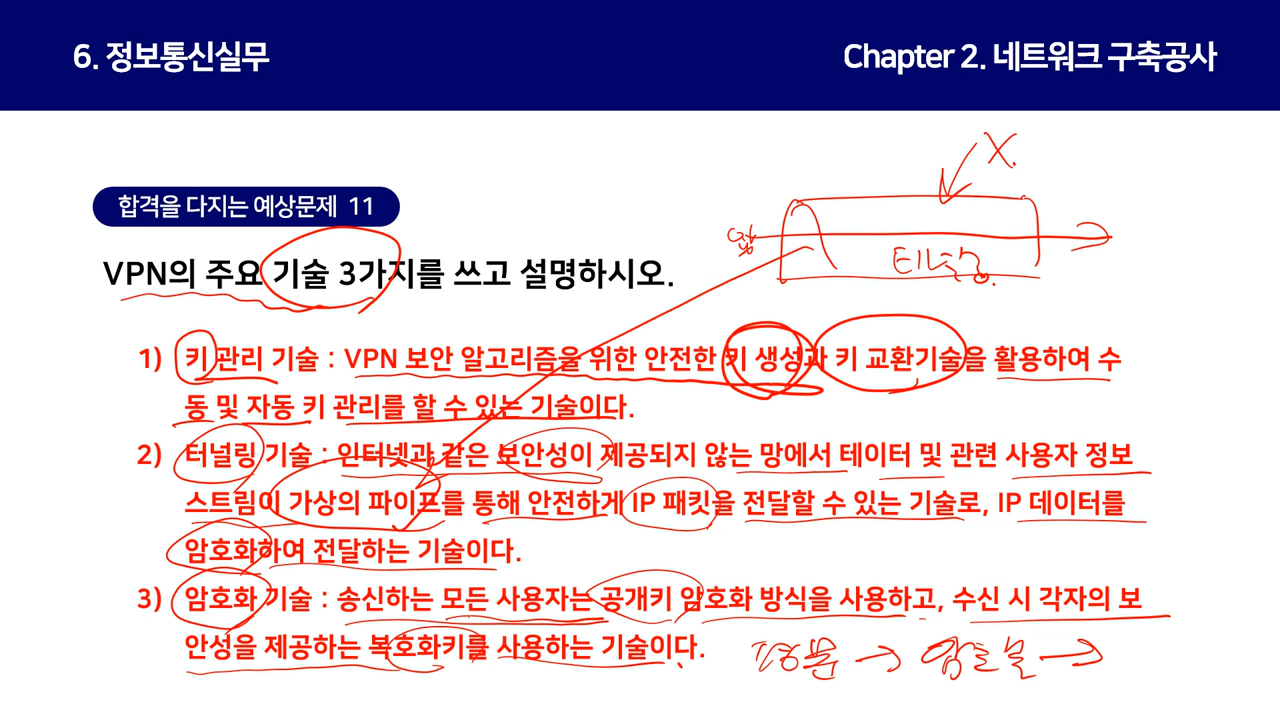 6. 정보통신실무
Chapter 2. 네트워크 구축공사
합격을 다지는 예상문제 11
X.
터널링.
VPN의 주요 기술 3가지를 쓰고 설명하시오.
1) 키 관리 기술 : VPN 보안 알고리즘을 위한 안전한 키 생성과 키 교환기술을 활용하여 수
동 및 자동 키 관리를 할 수 있는 기술이다.
2) 터널링 기술 : 인터넷과 같은 보안성이 제공되지 않는 망에서 데이터 및 관련 사용자 정보
스트림이 가상의 파이프를 통해 안전하게 IP 패킷을 전달할 수 있는 기술로, IP 데이터를
암호화하여 전달하는 기술이다.
3) 암호화 기술 : 송신하는 모든 사용자는 공개키 암호화 방식을 사용하고, 수신 시 각자의 보
안성을 제공하는 복호화키를 사용하는 기술이다.
평문 → 암호문 →